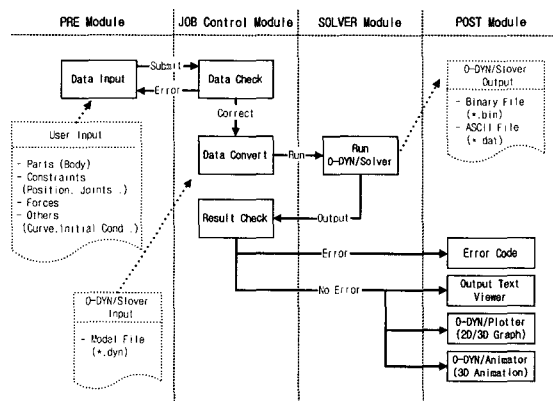 PRE Module
JOB Control Module
SOLVER Module
POST Module
Data Input
Submit
Error
Data Check
Correct
O-DYN/Slover
Output
- Binary File
(*.bin)
- ASCII File
(*.dat)
User Input
- Parts (Body)
- Constraints
(Position, Joints .)
- Forces
- Others
(Curve,Initial Cond .)
Data Convert
Run
Run
O-DYN/Solver
Result Check
Output
Error
Error Code
No Error
Output Text
Viewer
O-DYN/Slover
Input
- Model File
(*.dyn)
O-DYN/Plotter
(2D/3D Graph)
O-DYN/Animator
(3D Animation)